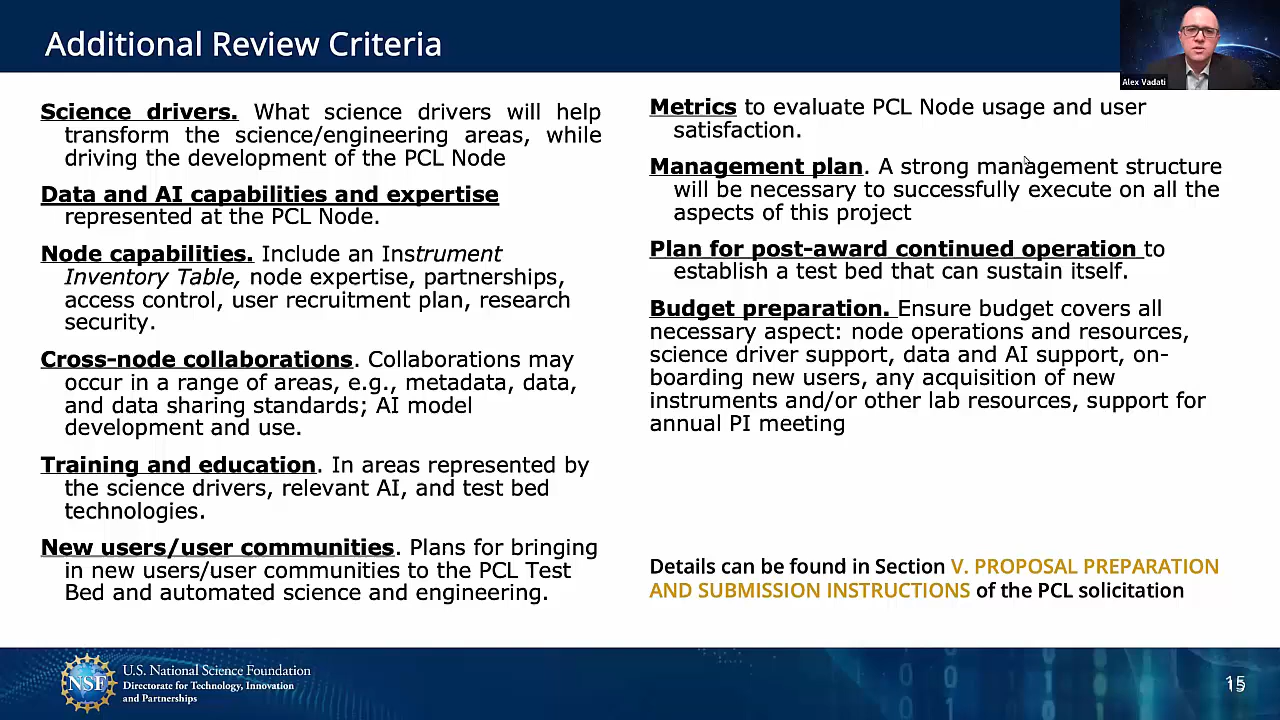 Additional Review Criteria
Alex Vadati
Science drivers. What science drivers will help
transform the science/engineering areas, while
driving the development of the PCL Node
Data and AI capabilities and expertise
represented at the PCL Node.
Node capabilities. Include an Instrument
Inventory Table, node expertise, partnerships,
access control, user recruitment plan, research
security.
Cross-node collaborations. Collaborations may
occur in a range of areas, e.g., metadata, data,
and data sharing standards; AI model
development and use.
Training and education. In areas represented by
the science drivers, relevant AI, and test bed
technologies.
New users/user communities. Plans for bringing
in new users/user communities to the PCL Test
Bed and automated science and engineering.
Metrics to evaluate PCL Node usage and user
satisfaction.
Management plan. A strong management structure
will be necessary to successfully execute on all the
aspects of this project
Plan for post-award continued operation to
establish a test bed that can sustain itself.
Budget preparation. Ensure budget covers all
necessary aspect: node operations and resources,
science driver support, data and AI support, on-
boarding new users, any acquisition of new
instruments and/or other lab resources, support for
annual PI meeting
Details can be found in Section V. PROPOSAL PREPARATION
AND SUBMISSION INSTRUCTIONS of the PCL solicitation
NSF
U.S. National Science Foundation
Directorate for Technology, Innovation
and Partnerships
15